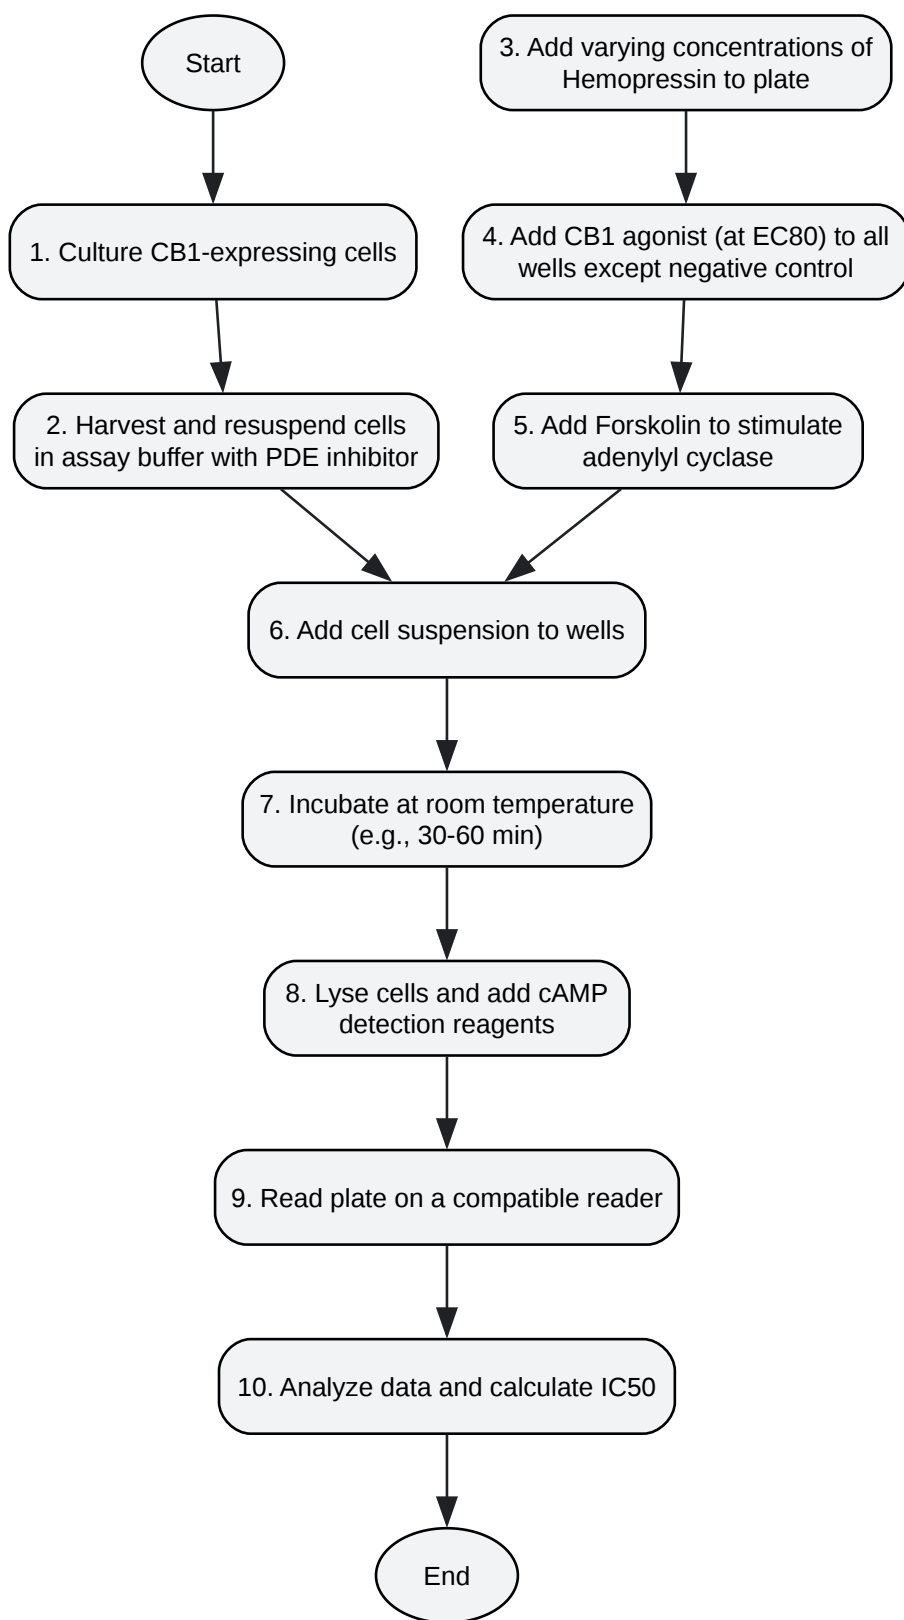 Start
3. Add varying concentrations of
Hemopressin to plate
1. Culture CB1-expressing cells
4. Add CB1 agonist (at EC80) to all
wells except negative control
2. Harvest and resuspend cells
in assay buffer with PDE inhibitor
5. Add Forskolin to stimulate
adenylyl cyclase
6. Add cell suspension to wells
7. Incubate at room temperature
(e.g., 30-60 min)
8. Lyse cells and add cAMP
detection reagents
9. Read plate on a compatible reader
10. Analyze data and calculate IC50
End